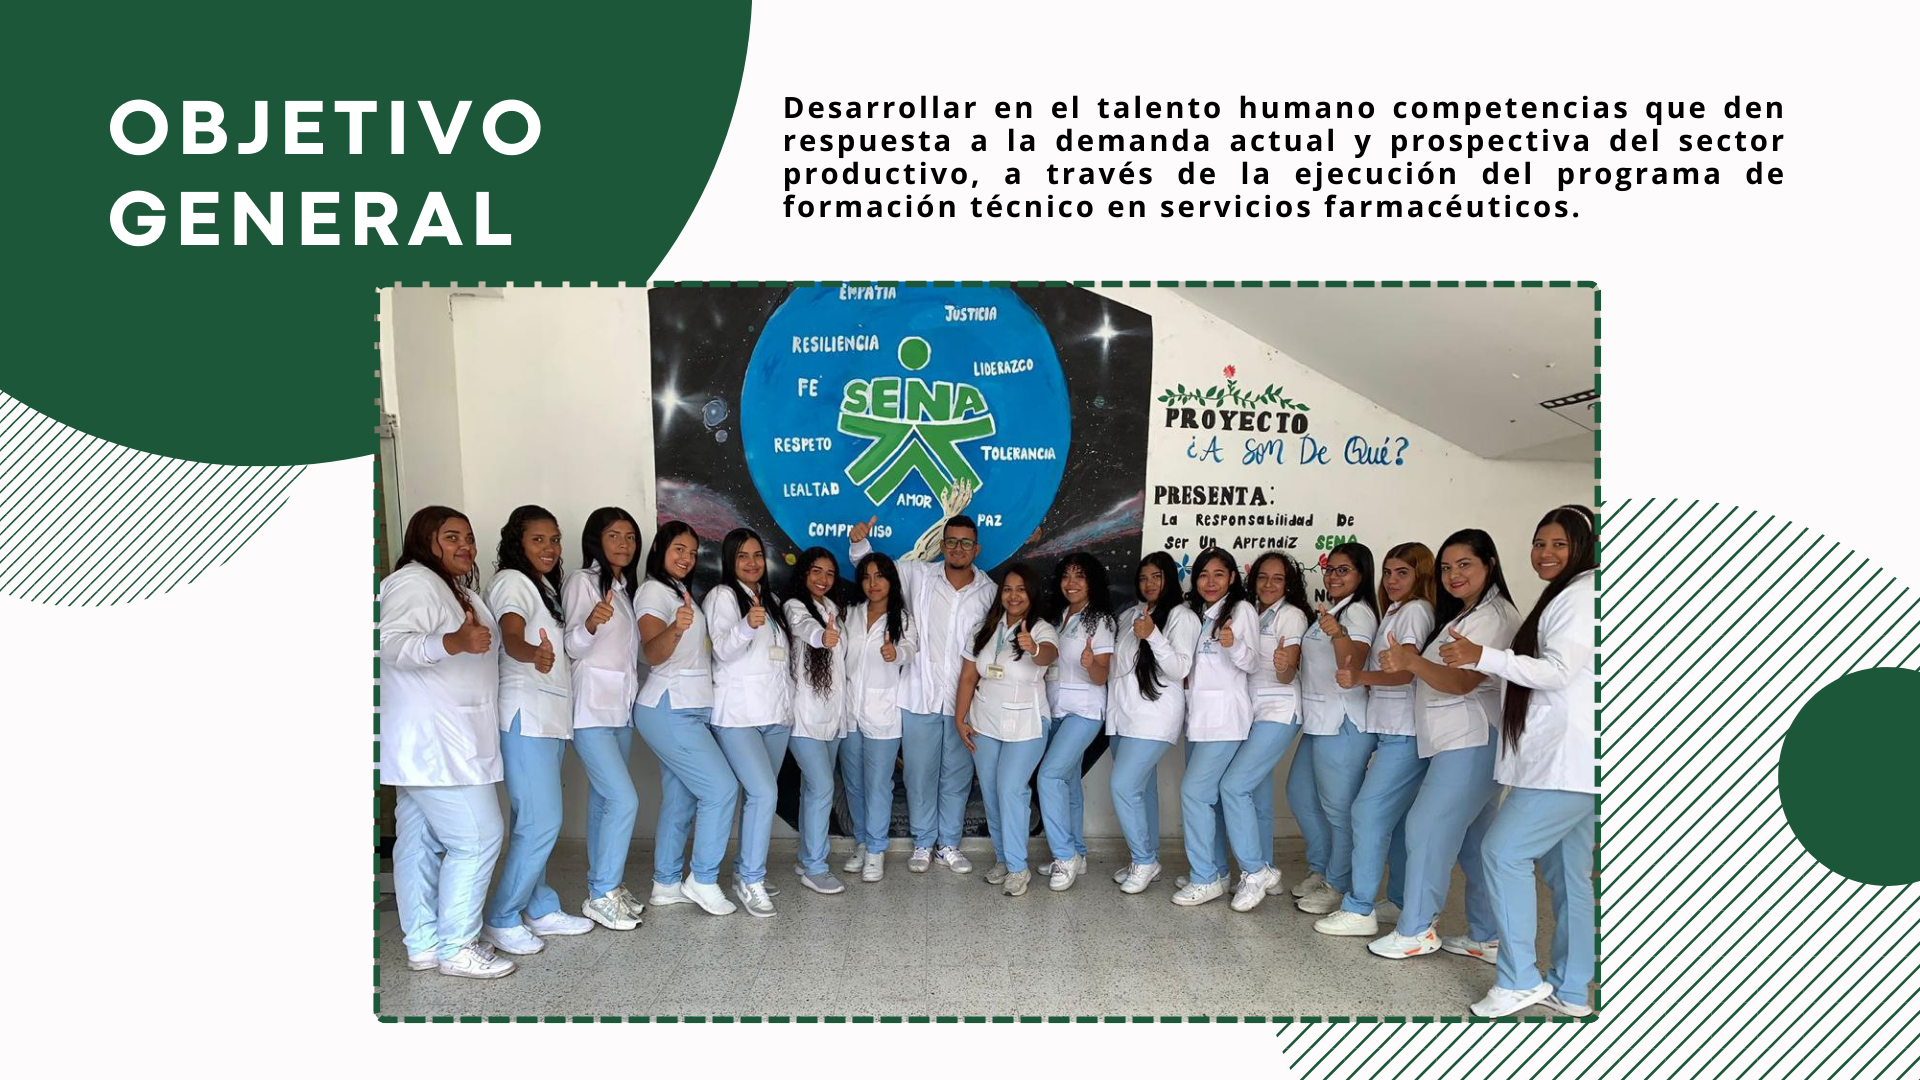 OBJETIVO
GENERAL
Desarrollar en el talento humano competencias que den
respuesta a la demanda actual y prospectiva del sector
productivo, a través de la ejecución del programa de
formación técnico en servicios farmacéuticos.
EMPATIA
JUSTICIA
RESILIENCIA
LIDERAZGO
FE
SENA
RESPETO
TOLERANCIA
LEALTAD
AMOR
PAZ
PROYECTO
¿A Son De Qué?
PRESENTA:
La Responsabilidad De
Ser Un Aprendiz SENA